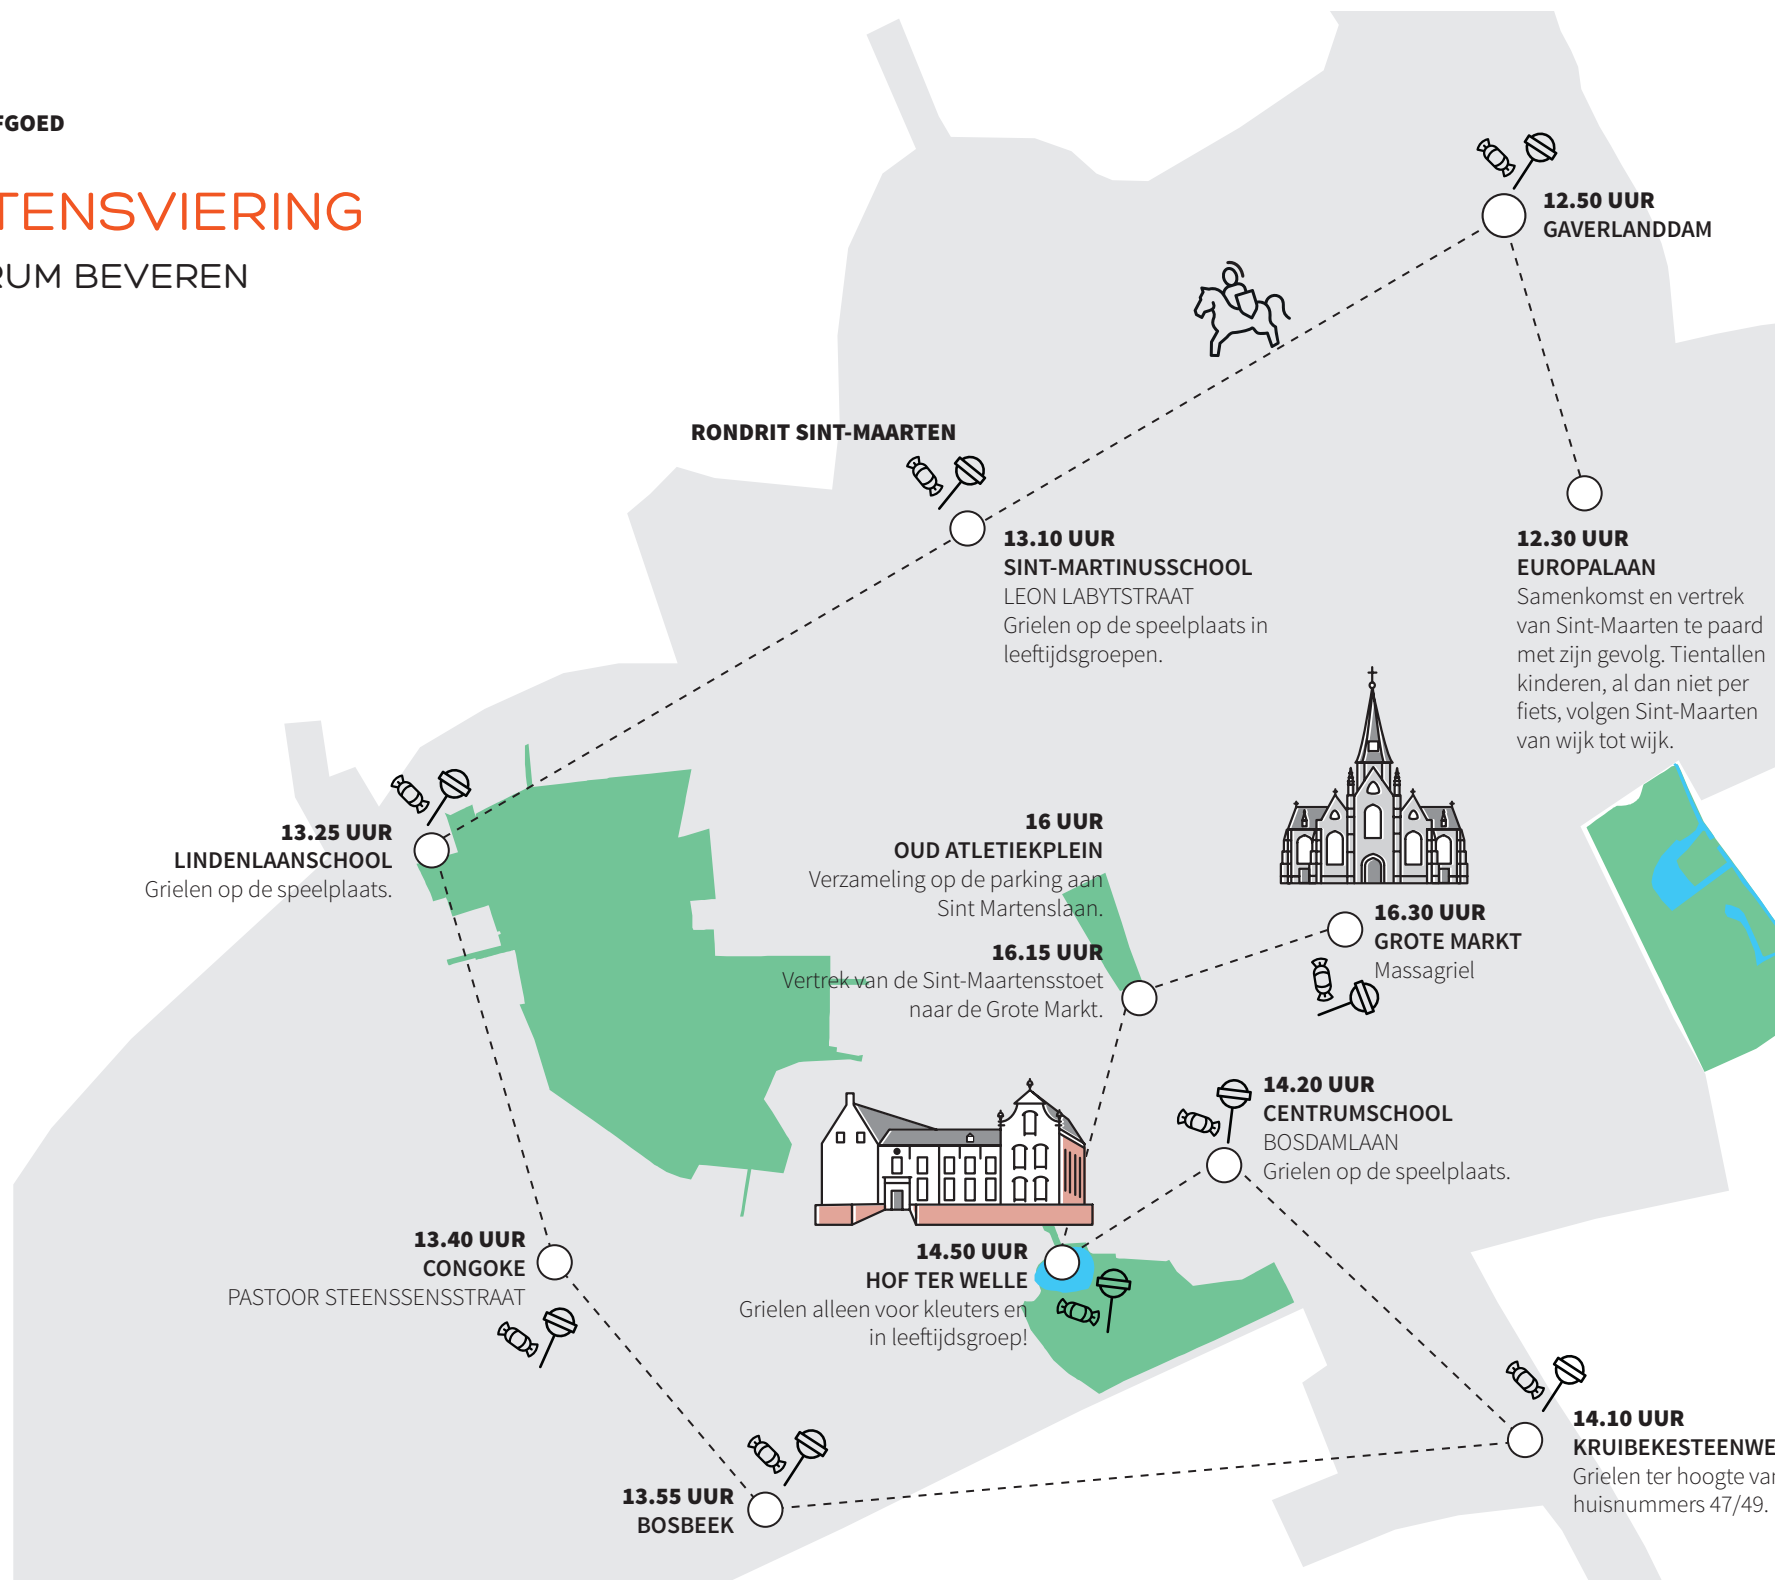 FGOED
TENSVIERING
RUM BEVEREN
12.50 UUR
GAVERLANDDAM
RONDRIT SINT-MAARTEN
13.10 UUR
SINT-MARTINUSSCHOOL
LEON LABYTSTRAAT
Grielen op de speelplaats in
leeftijdsgroepen.
12.30 UUR
EUROPALAAN
Samenkomst en vertrek
van Sint-Maarten te paard
met zijn gevolg. Tientallen
kinderen, al dan niet per
fiets, volgen Sint-Maarten
van wijk tot wijk.
13.25 UUR
LINDENLAANSCHOOL
Grielen op de speelplaats.
16 UUR
OUD ATLETIEKPLEIN
Verzameling op de parking aan
Sint Martenslaan.
16.15 UUR
Vertrek van de Sint-Maartensstoet
naar de Grote Markt.
16.30 UUR
GROTE MARKT
Massagriel
14.20 UUR
CENTRUMSCHOOL
BOSDAMLAAN
Grielen op de speelplaats.
13.40 UUR
CONGOKE
PASTOOR STEENSSENSSTRAAT
14.50 UUR
HOF TER WELLE
Grielen alleen voor kleuters en
in leeftijdsgroep!
14.10 UUR
KRUIBEKESTEENWE
Grielen ter hoogte van
huisnummers 47/49.
13.55 UUR
BOSBEEK